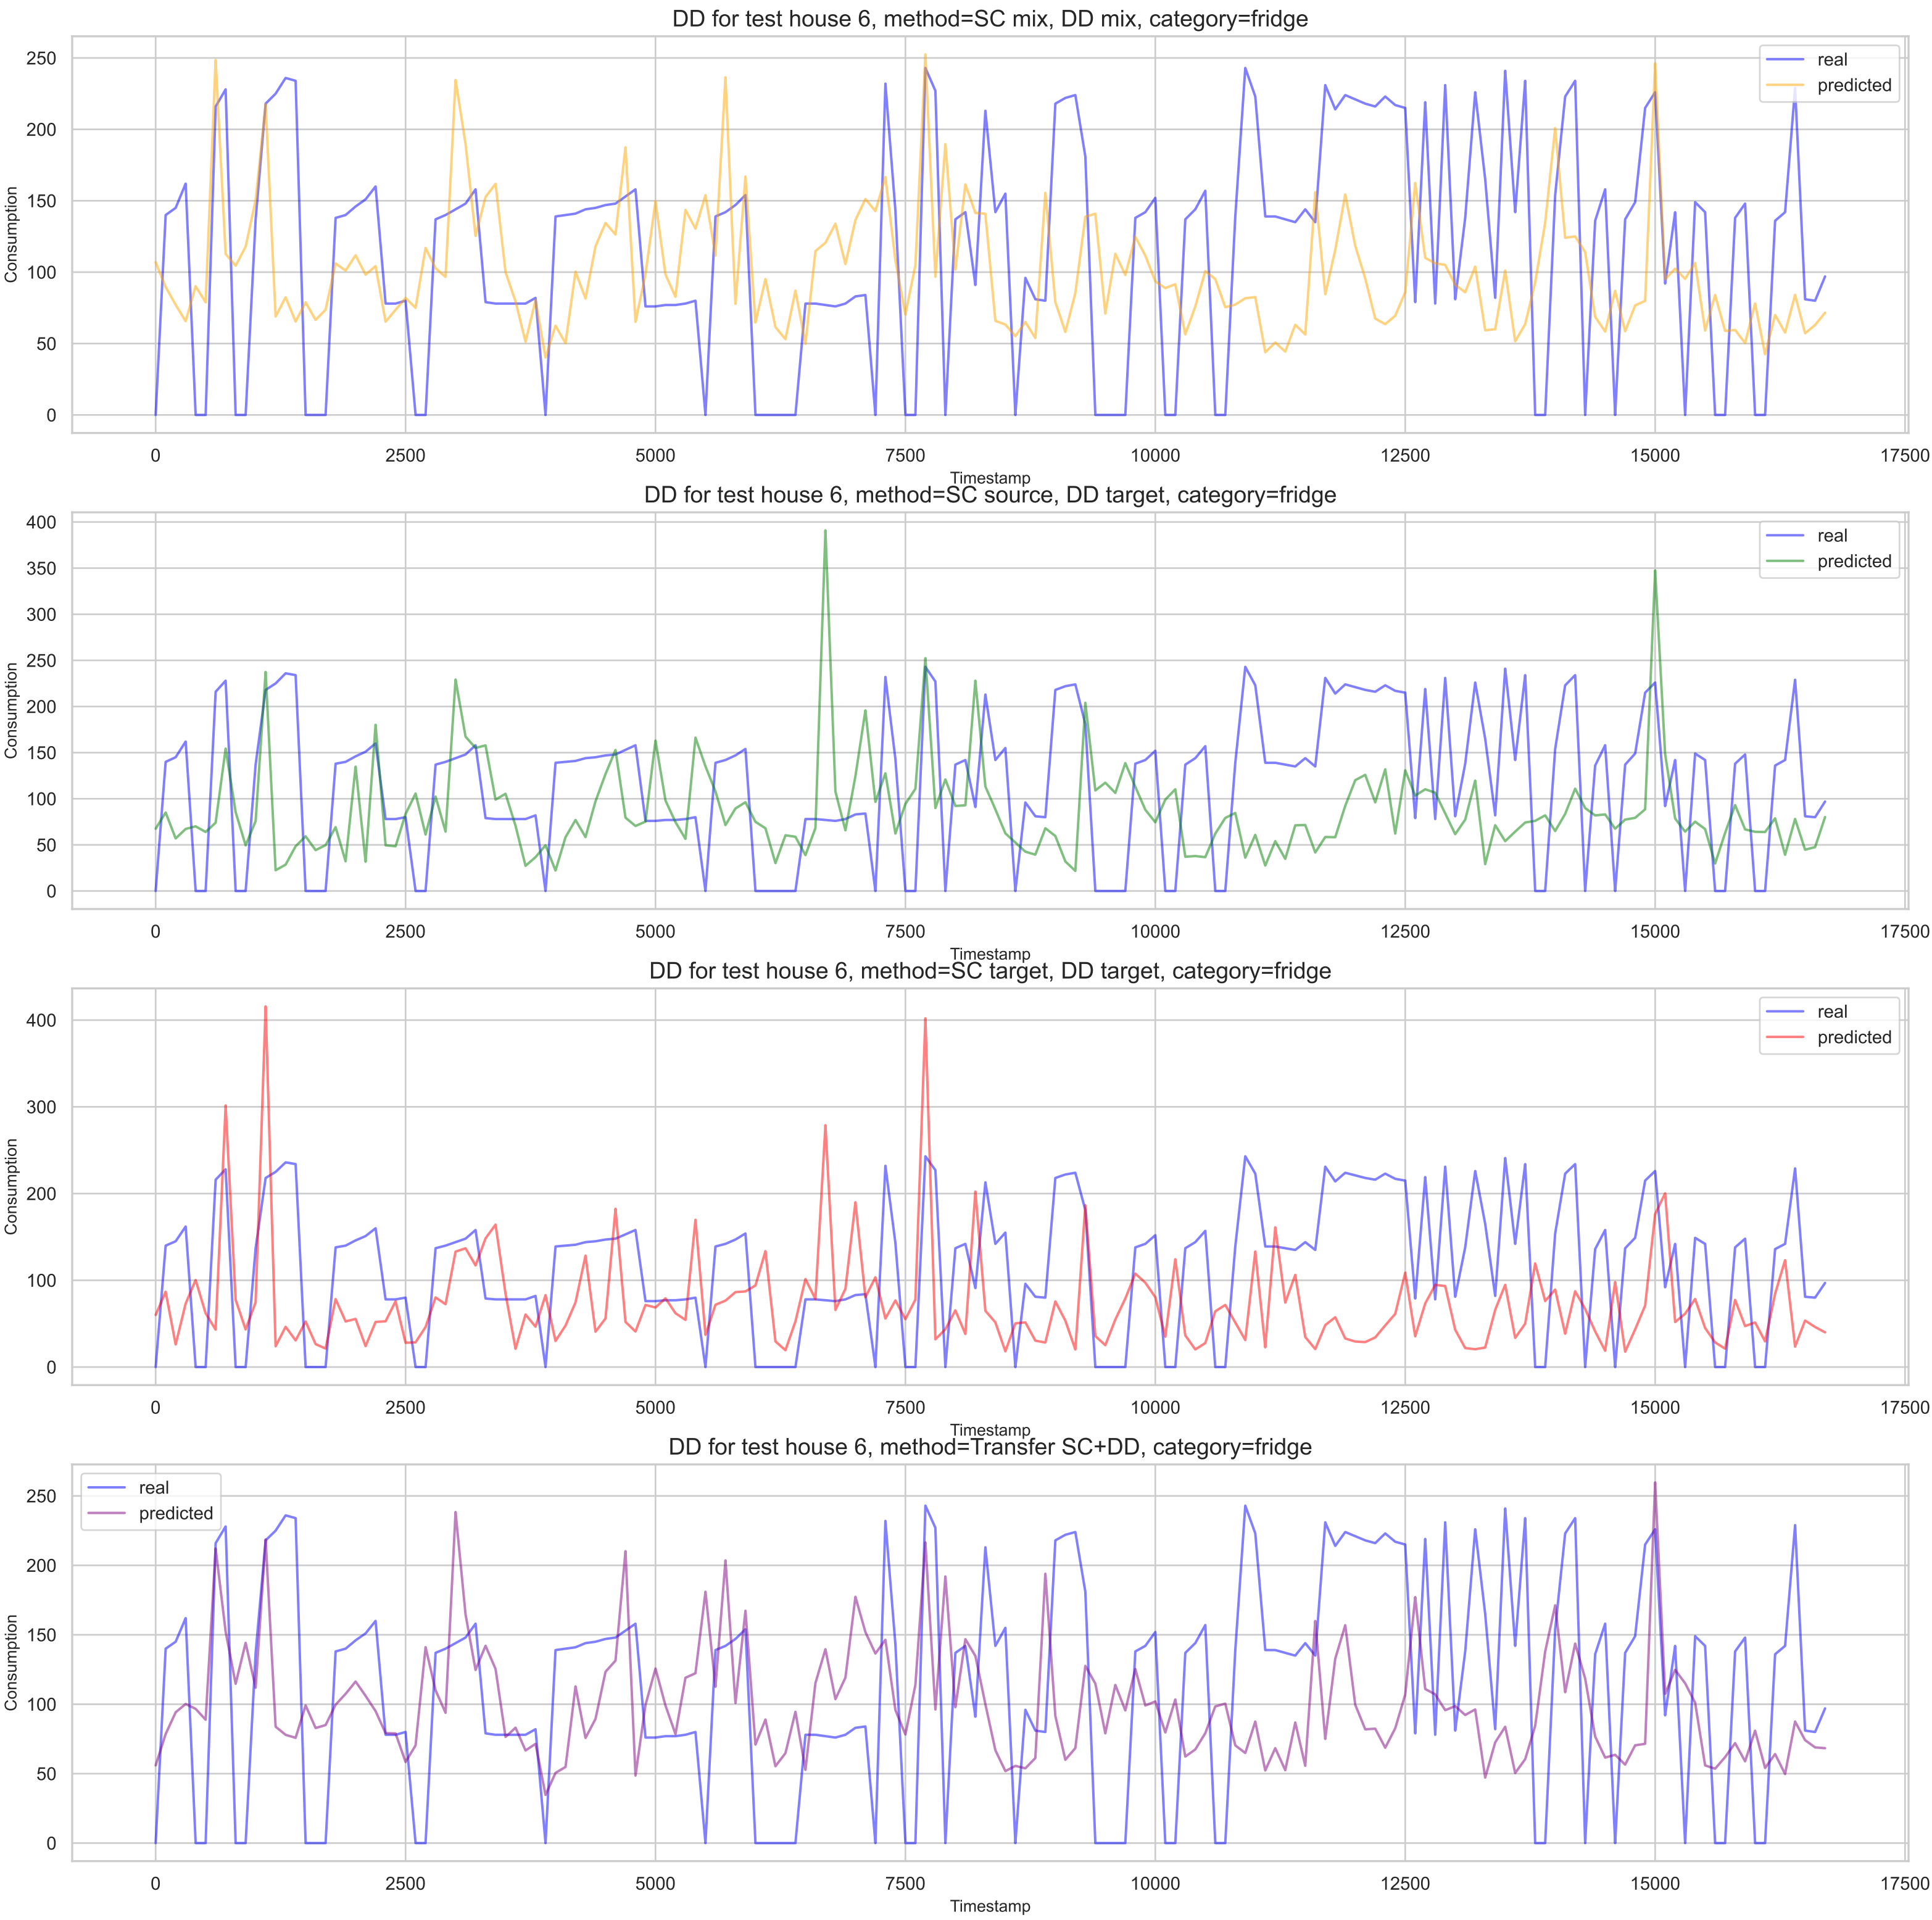 DD for test house 6, method=SC mix, DD mix, category=fridge
250
200
150
100
50
0
Consumption
real
predicted
0 2500 5000 7500 10000 12500 15000 17500
Timestamp
DD for test house 6, method=SC source, DD target, category=fridge
400
350
300
250
200
150
100
50
0
Consumption
real
predicted
0 2500 5000 7500 10000 12500 15000 17500
Timestamp
DD for test house 6, method=SC target, DD target, category=fridge
400
300
200
100
0
Consumption
real
predicted
0 2500 5000 7500 10000 12500 15000 17500
Timestamp
DD for test house 6, method=Transfer SC+DD, category=fridge
250
200
150
100
50
0
Consumption
real
predicted
0 2500 5000 7500 10000 12500 15000 17500
Timestamp